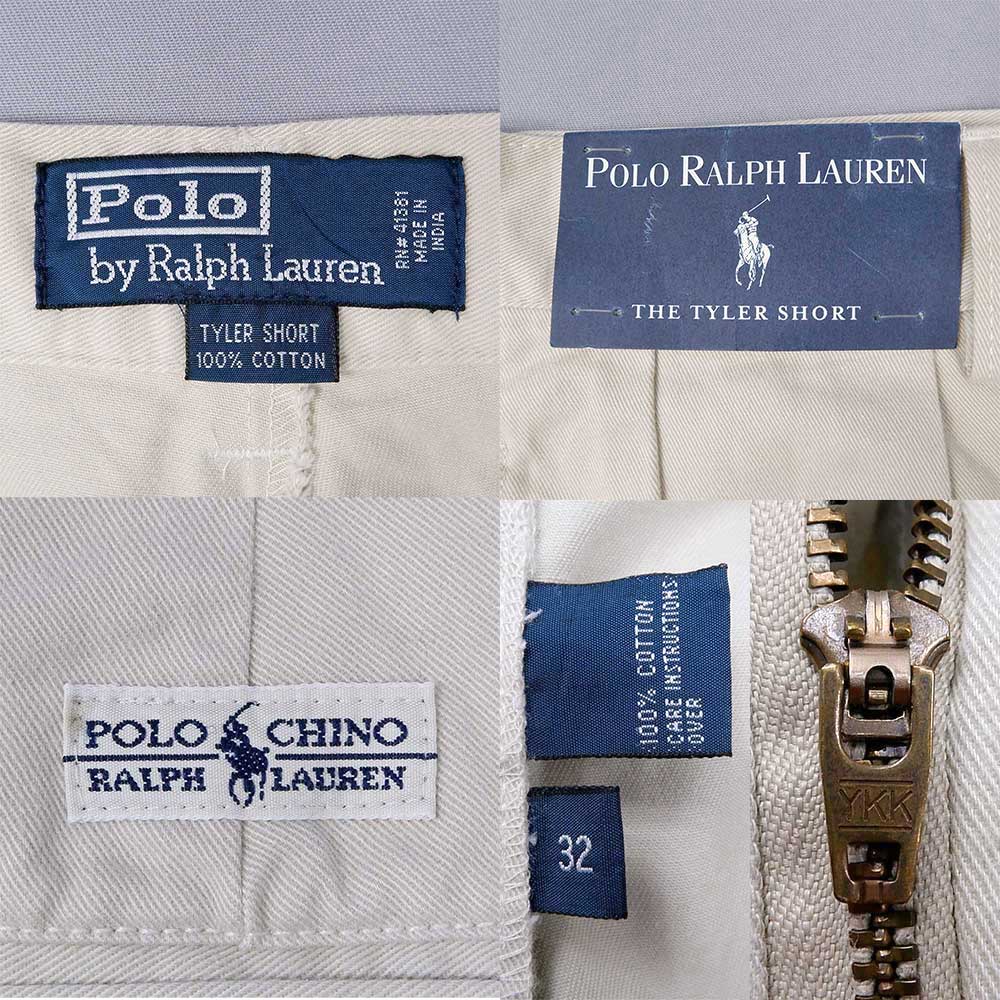 Polo
by Ralph Lauren
RN# 41381
MADE IN
INDIA
TYLER SHORT
100% COTTON
POLO RALPH LAUREN
THE TYLER SHORT
POLO CHINO
RALPH LAUREN
100% COTTON
CARE INSTRUCTIONS
OVER
32
YKK